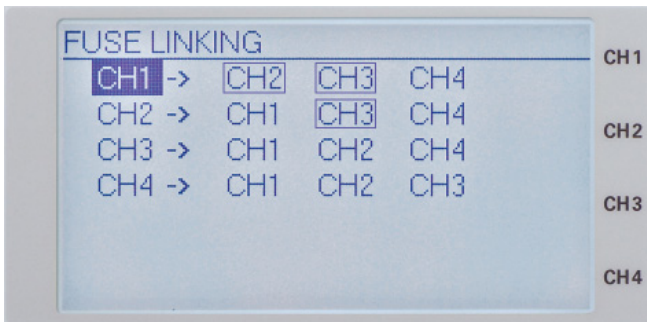 FUSE LINKING
CH1 -> CH2 CH3 CH4
CH2 -> CH1 CH3 CH4
CH3 -> CH1 CH2 CH4
CH4 -> CH1 CH2 CH3
CH1
CH2
CH3
CH4